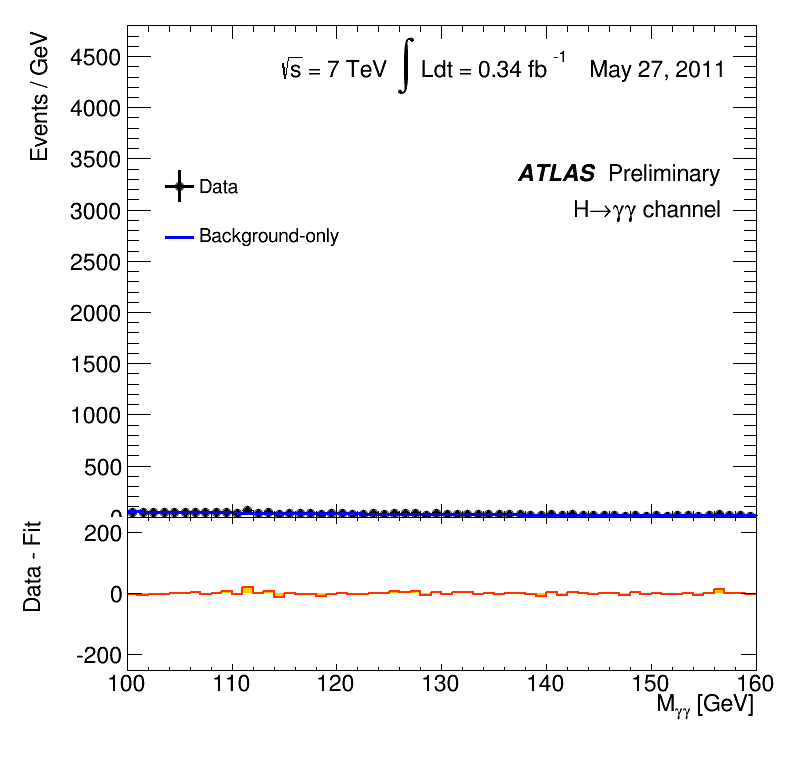 Events / GeV
4500
4000
3500
3000
2500
2000
1500
1000
500
0
√s = 7 TeV ∫ Ldt = 0.34 fb⁻¹ May 27, 2011
ATLAS Preliminary
H→γγ channel
Data
Background-only
Data - Fit
200
0
-200
100 110 120 130 140 150 160
Mγγ [GeV]